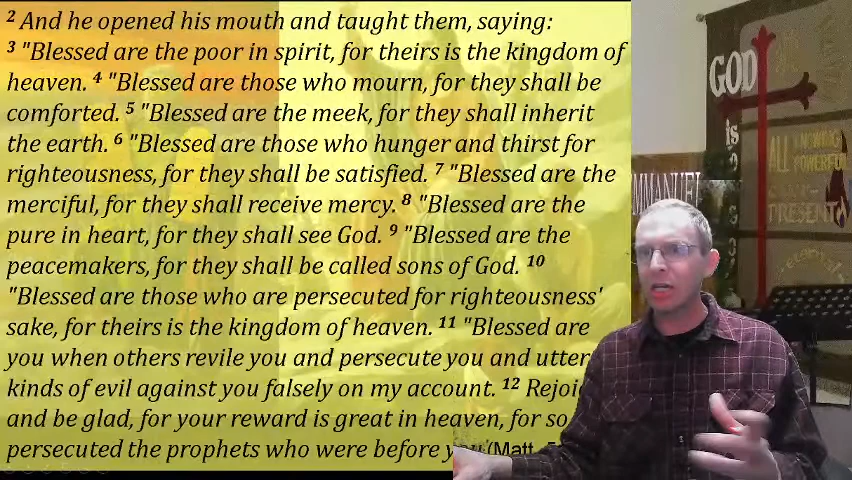 2 And he opened his mouth and taught them, saying:
3 "Blessed are the poor in spirit, for theirs is the kingdom of
heaven. 4 "Blessed are those who mourn, for they shall be
comforted. 5 "Blessed are the meek, for they shall inherit
the earth. 6 "Blessed are those who hunger and thirst for
righteousness, for they shall be satisfied. 7 "Blessed are the
merciful, for they shall receive mercy. 8 "Blessed are the
pure in heart, for they shall see God. 9 "Blessed are the
peacemakers, for they shall be called sons of God. 10
"Blessed are those who are persecuted for righteousness'
sake, for theirs is the kingdom of heaven. 11 "Blessed are
you when others revile you and persecute you and utter
kinds of evil against you falsely on my account. 12
and be glad, for your reward is great in heaven, for so
persecuted the prophets who were before (Matt.
GOD
is
ALL KNOWING
POWERFUL
PRESENT